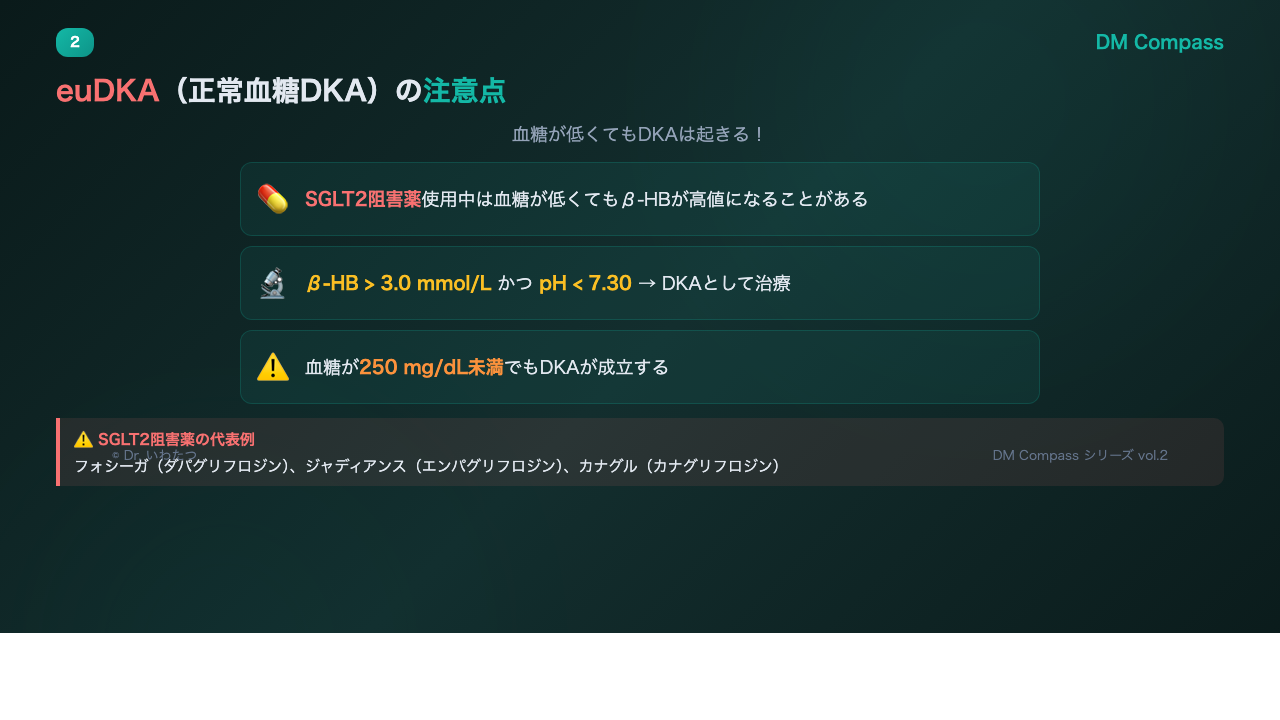 2
DM Compass
euDKA（正常血糖DKA）の注意点
血糖が低くてもDKAは起きる！
SGLT2阻害薬使用中は血糖が低くてもβ-HBが高値になることがある
β-HB > 3.0 mmol/L かつ pH < 7.30 → DKAとして治療
血糖が250 mg/dL未満でもDKAが成立する
SGLT2阻害薬の代表例
© Dr. いわたつ
DM Compass シリーズ vol.2
フォシーガ（ダパグリフロジン）、ジャディアンス（エンパグリフロジン）、カナグル（カナグリフロジン）